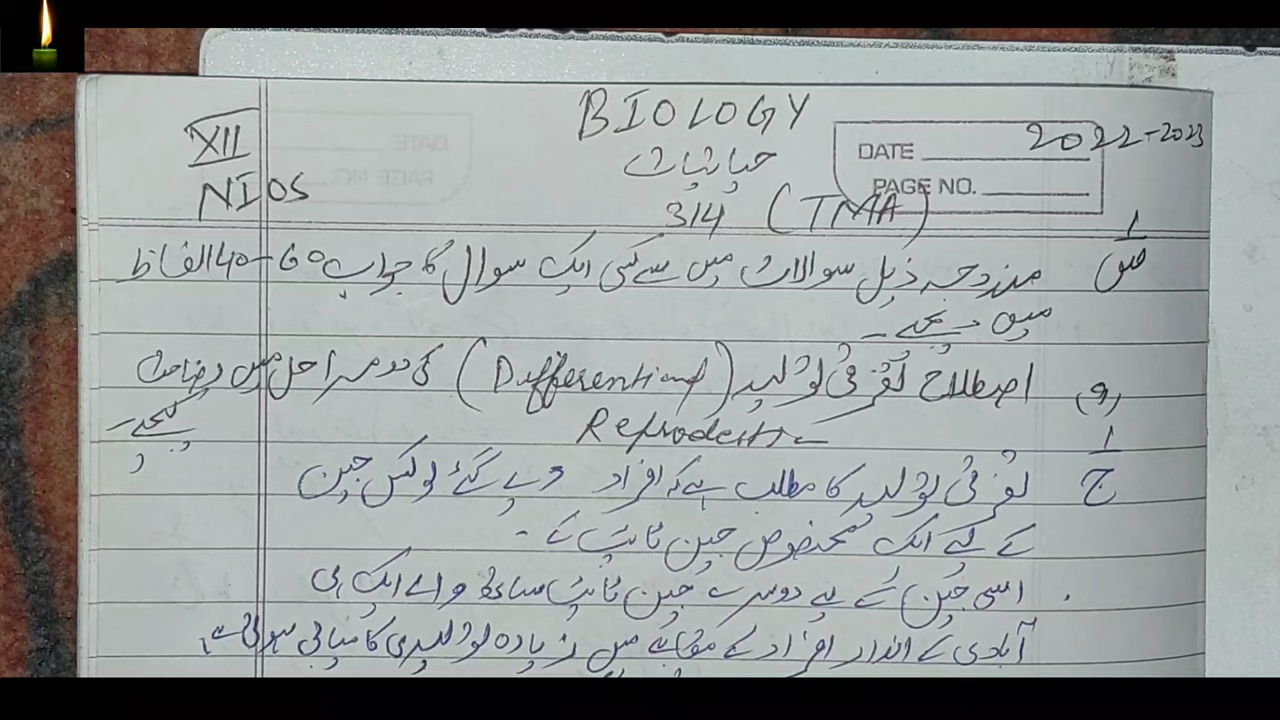 BIOLOGY
XII
حیاتیات
2022-2023
DATE
PAGE NO.
NIOS
314 (TMA)
س 1 مندرجہ ذیل سوالات میں سے کسی ایک سوال کا جواب 60-40 الفاظ
میں دیجئے۔
اصطلاح تفرقی تولید (Differential کی دو مراحل میں وضاحت
کیجئے۔
ج 1 تفرقی تولید کا مطلب ہے کہ افراد دیے گئے لوکس جین
کے لیے ایک مخصوص جین ٹائپ کے۔
اسی جین کے لیے دوسرے جین ٹائپ ساتھ والے ایک ہی
آبادی کے اندار افراد کے مقابلے میں زیادہ تولیدی کامیابی ہوتی ہے